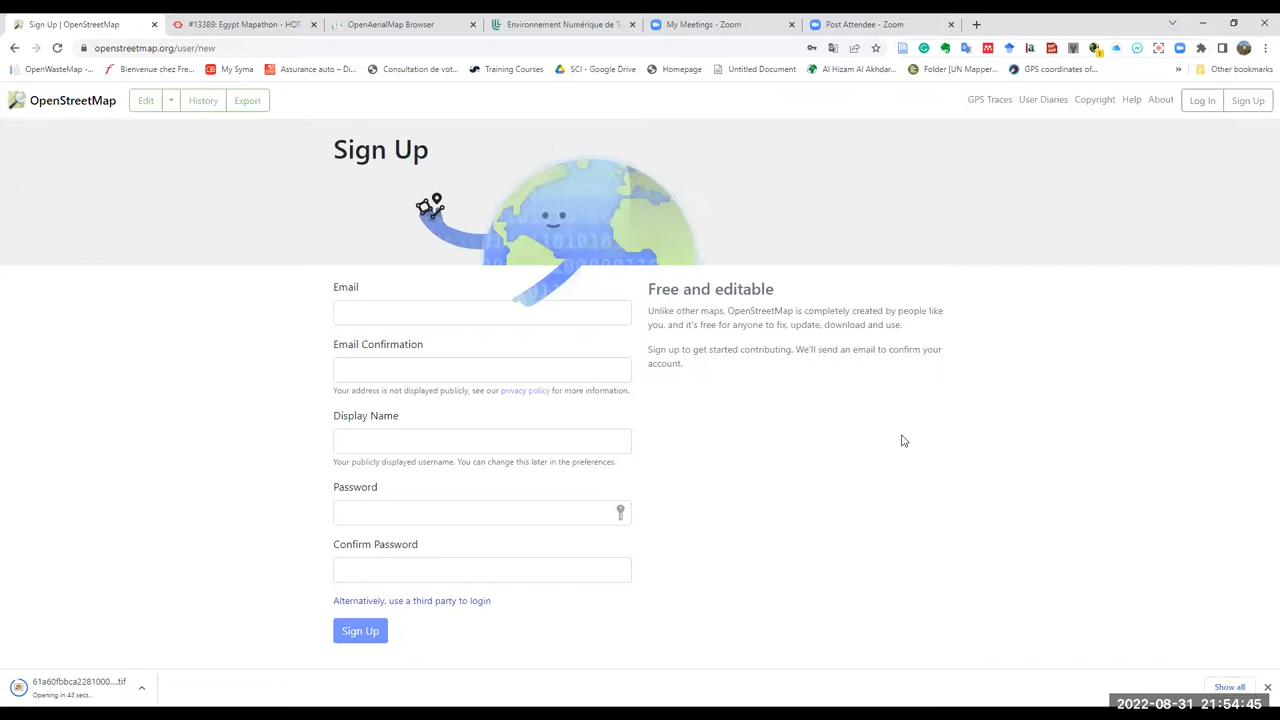 Sign Up | OpenStreetMap
#13389: Egypt Mapathon - HOT
OpenAerialMap Browser
Environnement Numérique de T
My Meetings - Zoom
Post Attendee - Zoom
openstreetmap.org/user/new
OpenWasteMap -...
Bienvenue chez Fre...
My Syma
Assurance auto – Di...
Consultation de vot...
Training Courses
SCI - Google Drive
Homepage
Untitled Document
Al Hizam Al Akhdar...
Folder [UN Mapper...
GPS coordinates of...
»
Other bookmarks
OpenStreetMap
Edit
History
Export
GPS Traces
User Diaries
Copyright
Help
About
Log In
Sign Up
Sign Up
Email
Email Confirmation
Your address is not displayed publicly, see our privacy policy for more information.
Display Name
Your publicly displayed username. You can change this later in the preferences.
Password
Confirm Password
Alternatively, use a third party to login
Sign Up
Free and editable
Unlike other maps, OpenStreetMap is completely created by people like
you, and it's free for anyone to fix, update, download and use.
Sign up to get started contributing. We'll send an email to confirm your
account.
61a60fbbca2281000....tif
Opening in 42 secs...
Show all
2022-08-31 21:54:45